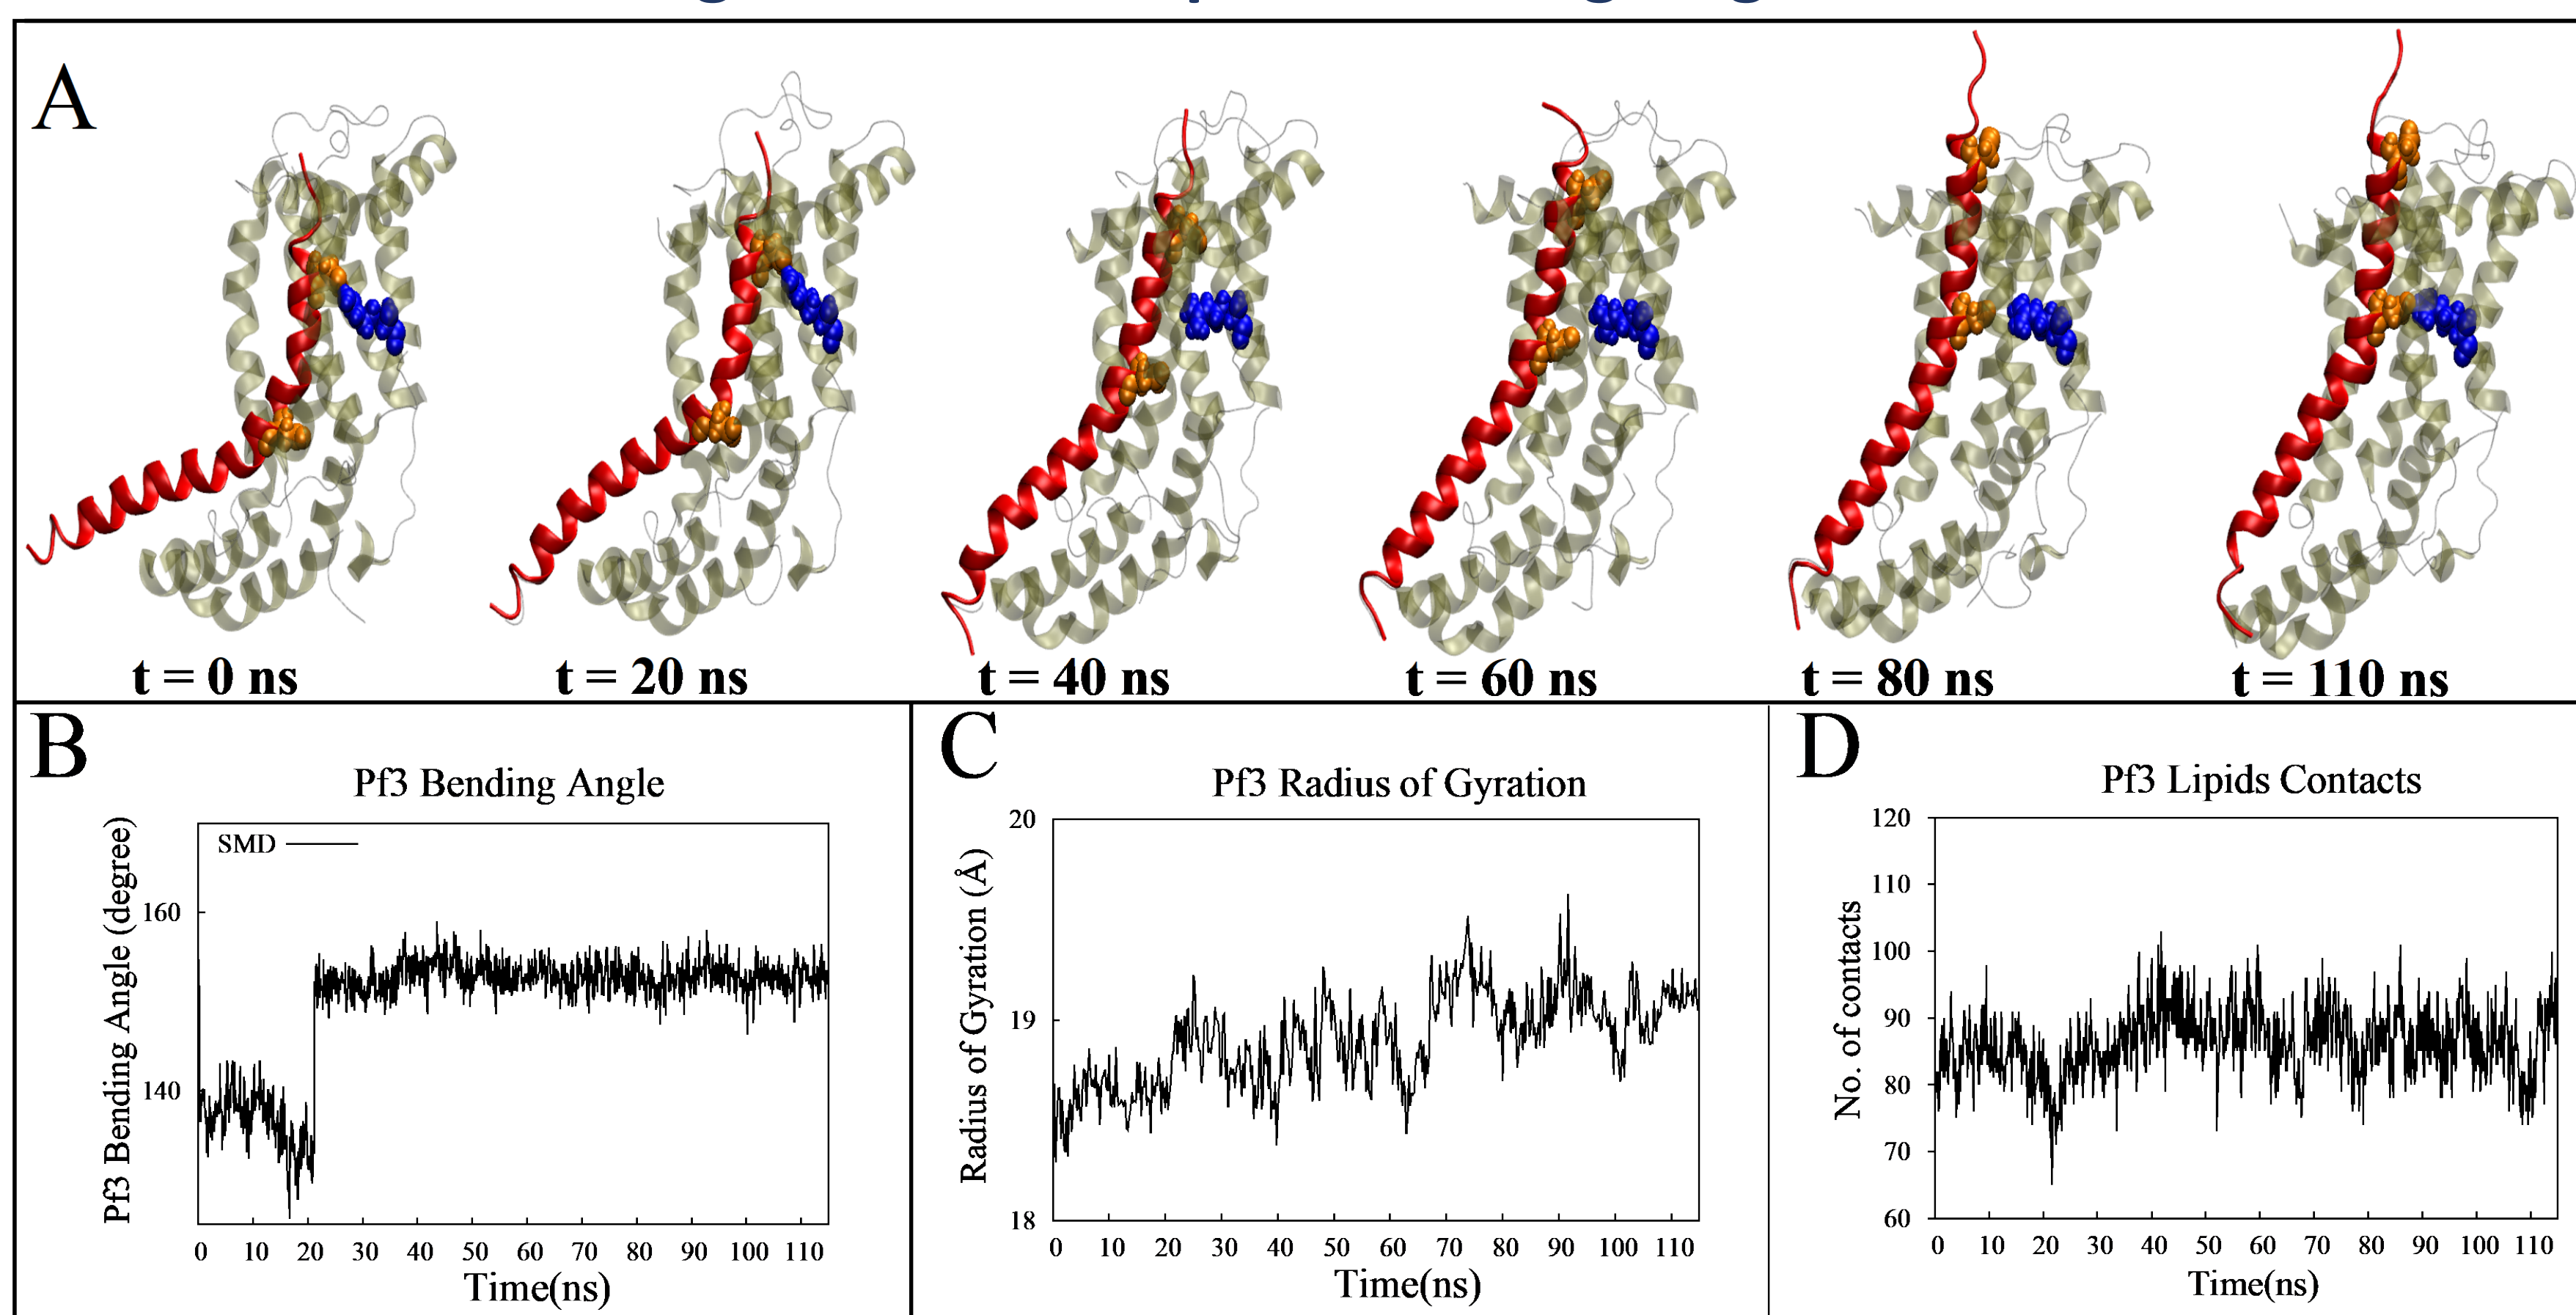 A
t = 0 ns
t = 20 ns
t = 40 ns
t = 60 ns
t = 80 ns
t = 110 ns
B
Pf3 Bending Angle
Pf3 Bending Angle (degree)
SMD
160
140
0 10 20 30 40 50 60 70 80 90 100 110
Time(ns)
C
Pf3 Radius of Gyration
Radius of Gyration (Å)
20
19
18
0 10 20 30 40 50 60 70 80 90 100 110
Time(ns)
D
Pf3 Lipids Contacts
No. of contacts
120
110
100
90
80
70
60
0 10 20 30 40 50 60 70 80 90 100 110
Time(ns)